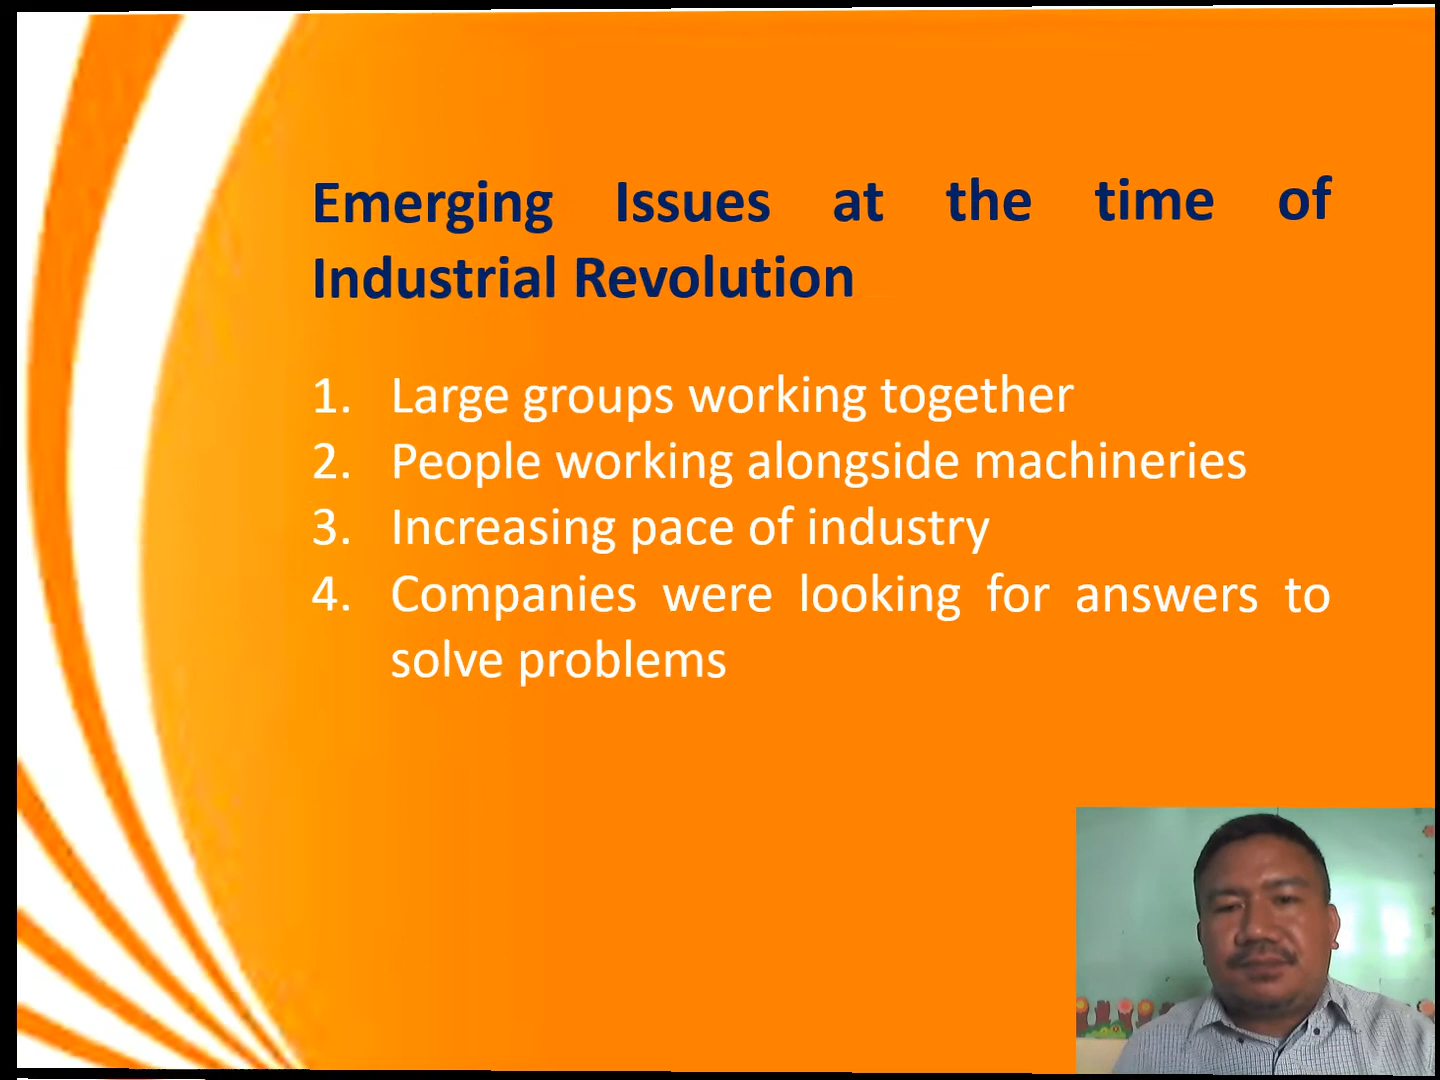 Emerging Issues at the time of
Industrial Revolution
1. Large groups working together
2. People working alongside machineries
3. Increasing pace of industry
4. Companies were looking for answers to
solve problems